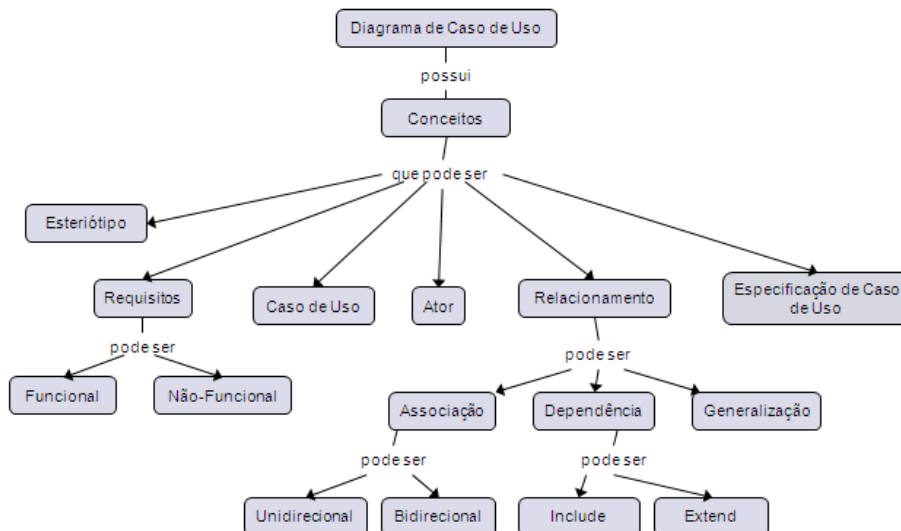 Diagrama de Caso de Uso
possui
Conceitos
que pode ser
Esteriótipo
Requisitos
Caso de Uso
Ator
Relacionamento
Especificação de Caso
de Uso
pode ser
pode ser
Funcional
Não-Funcional
Associação
Dependência
Generalização
pode ser
pode ser
Unidirecional
Bidirecional
Include
Extend